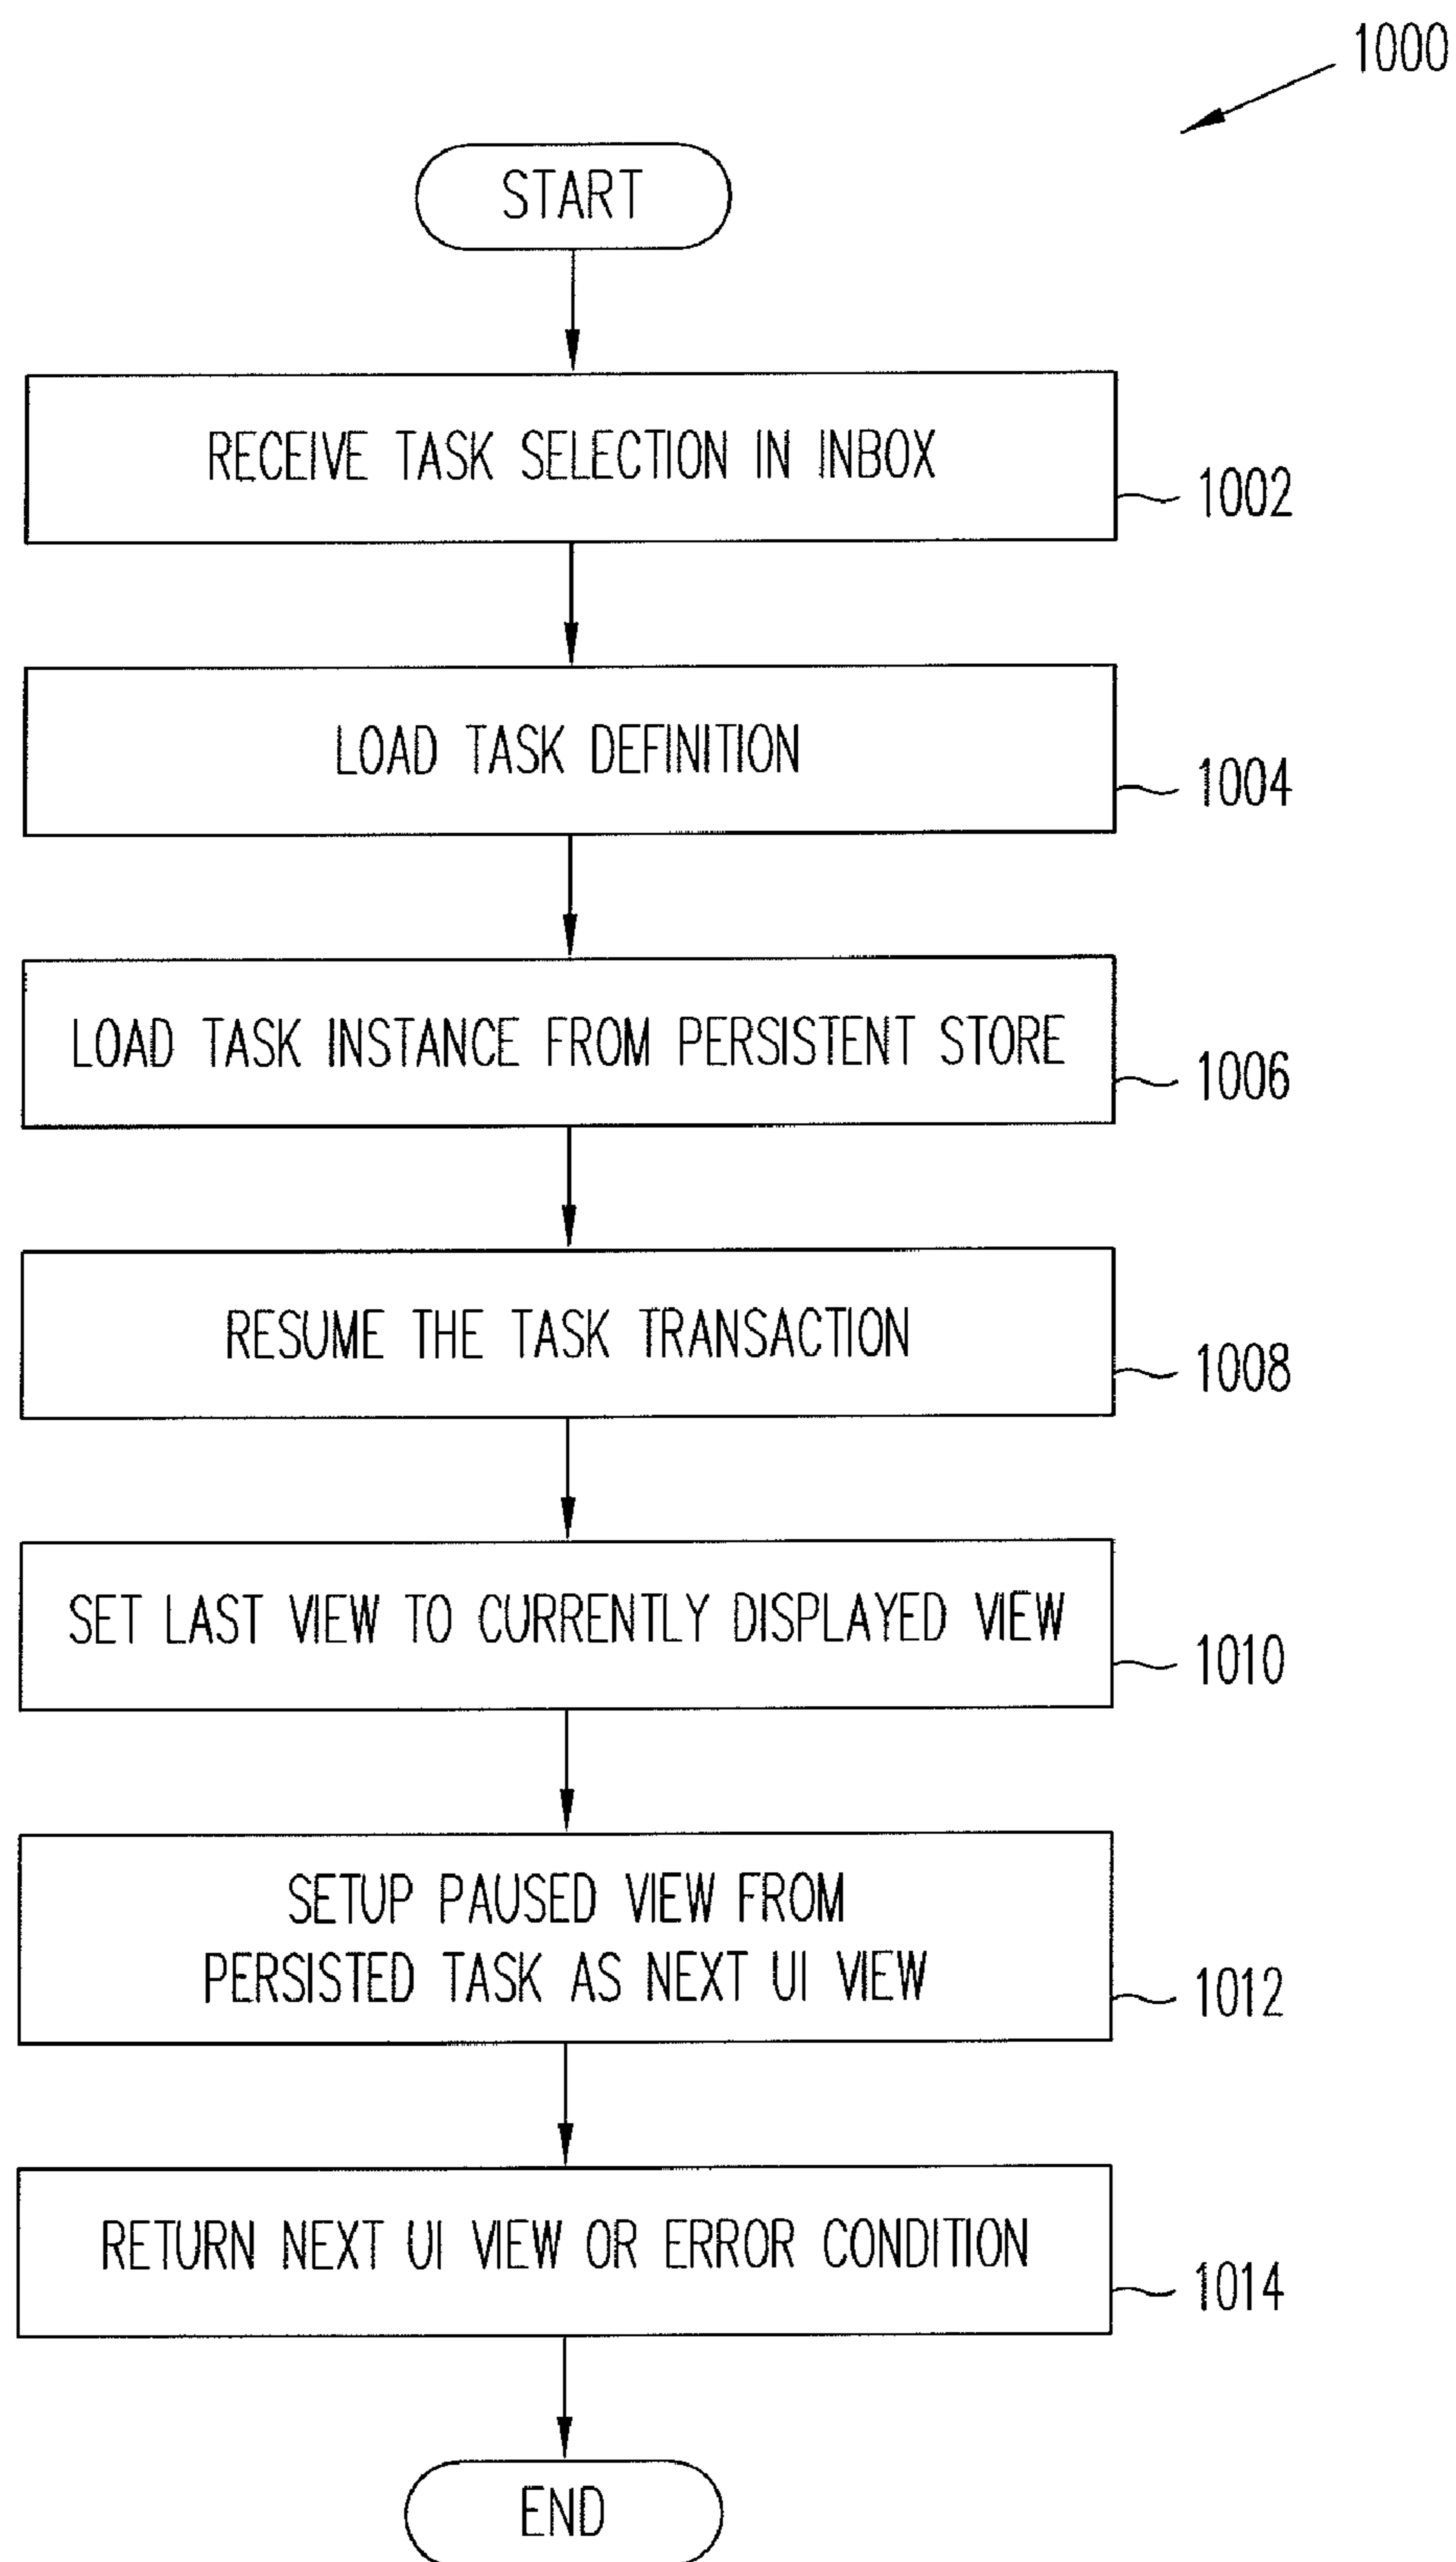 1000
START
RECEIVE TASK SELECTION IN INBOX
1002
LOAD TASK DEFINITION
1004
LOAD TASK INSTANCE FROM PERSISTENT STORE
1006
RESUME THE TASK TRANSACTION
1008
SET LAST VIEW TO CURRENTLY DISPLAYED VIEW
1010
SETUP PAUSED VIEW FROM
PERSISTED TASK AS NEXT UI VIEW
1012
RETURN NEXT UI VIEW OR ERROR CONDITION
1014
END